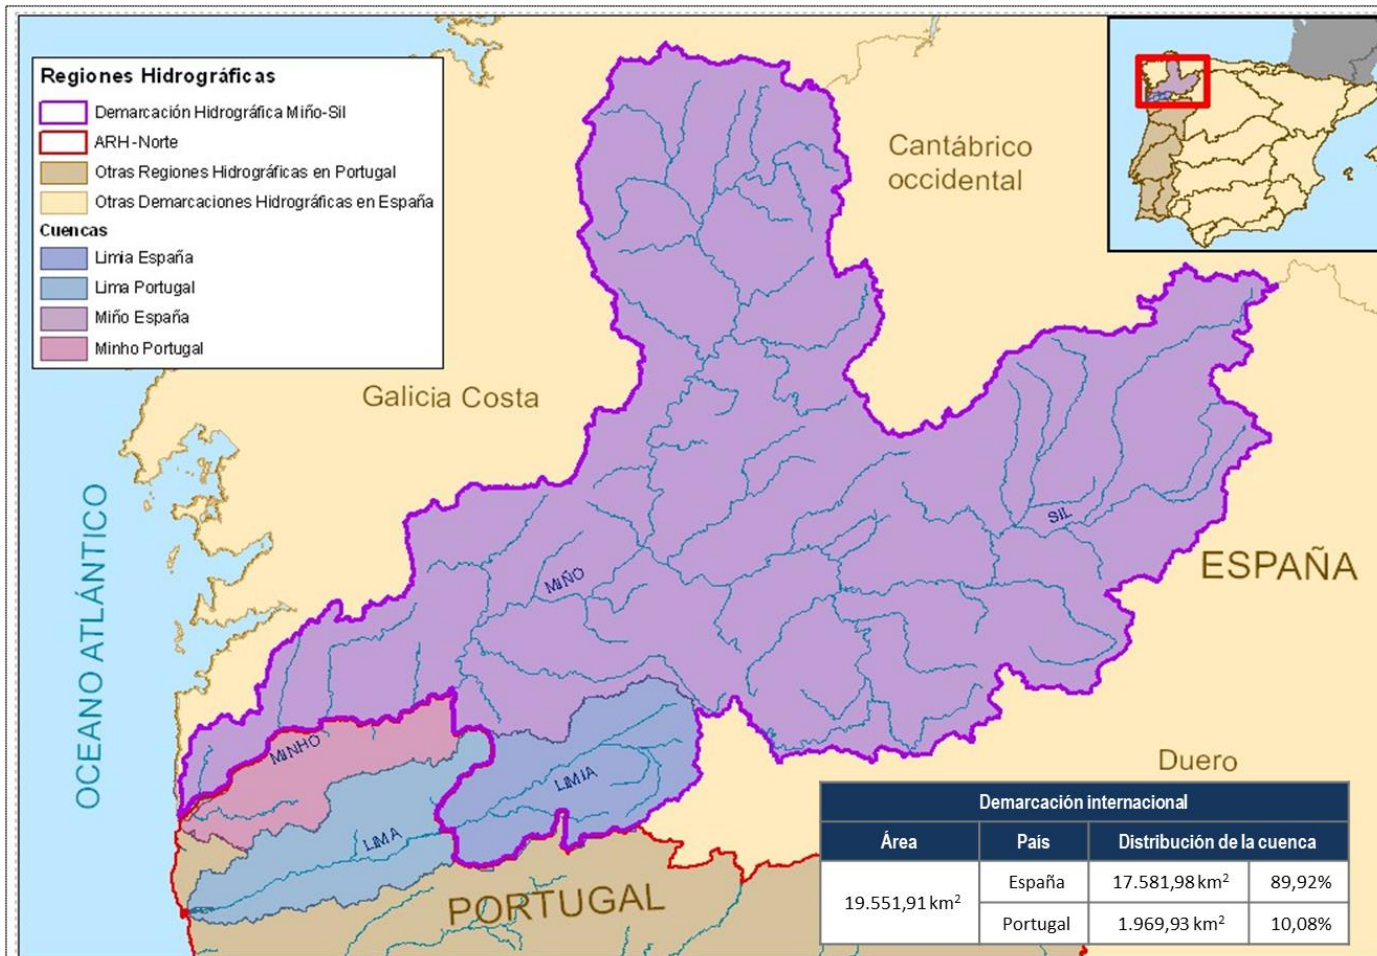 Regiones Hidrográficas
Demarcación Hidrográfica Miño-Sil
ARH-Norte
Otras Regiones Hidrográficas en Portugal
Otras Demarcaciones Hidrográficas en España
Cuencas
Limia España
Lima Portugal
Miño España
Minho Portugal
Cantábrico
occidental
Galicia Costa
OCEANO ATLÁNTICO
SIL
ESPAÑA
MIÑO
MINHO
LIMIA
LIMA
Duero
PORTUGAL
Demarcación internacional
Área País Distribución de la cuenca
19.551,91 km²
España 17.581,98 km² 89,92%
Portugal 1.969,93 km² 10,08%